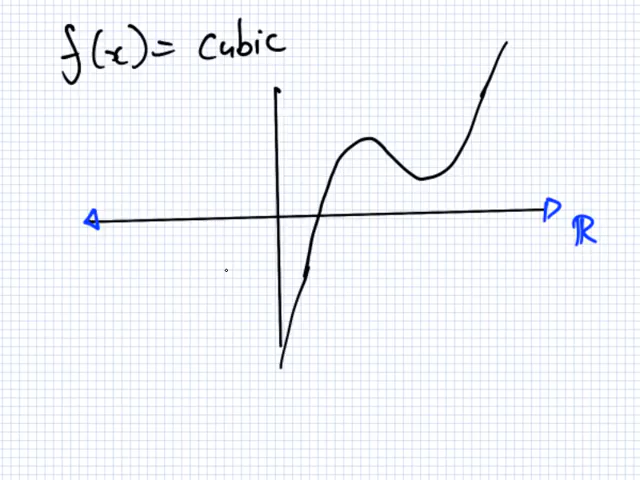 f(x) = cubic
ℝ